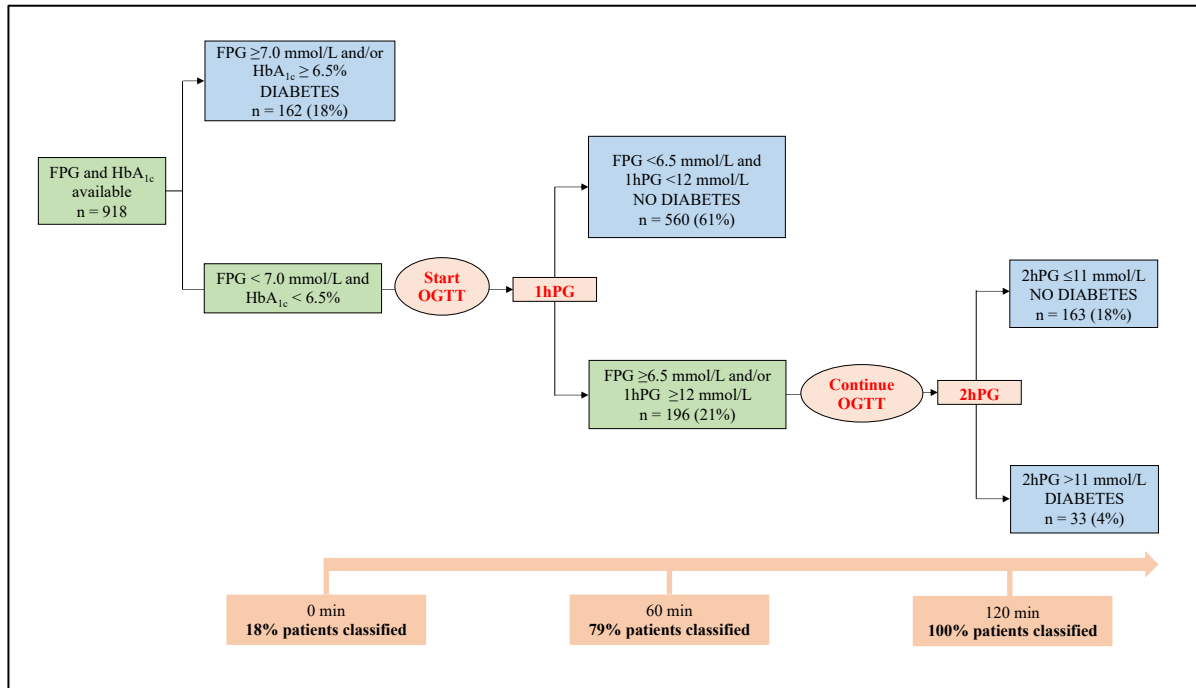 FPG ≥7.0 mmol/L and/or
HbA1c ≥ 6.5%
DIABETES
n = 162 (18%)
FPG and HbA1c
available
n = 918
FPG < 7.0 mmol/L and
HbA1c < 6.5%
Start
OGTT
1hPG
FPG <6.5 mmol/L and
1hPG <12 mmol/L
NO DIABETES
n = 560 (61%)
FPG ≥6.5 mmol/L and/or
1hPG ≥12 mmol/L
n = 196 (21%)
Continue
OGTT
2hPG
2hPG ≤11 mmol/L
NO DIABETES
n = 163 (18%)
2hPG >11 mmol/L
DIABETES
n = 33 (4%)
0 min
18% patients classified
60 min
79% patients classified
120 min
100% patients classified